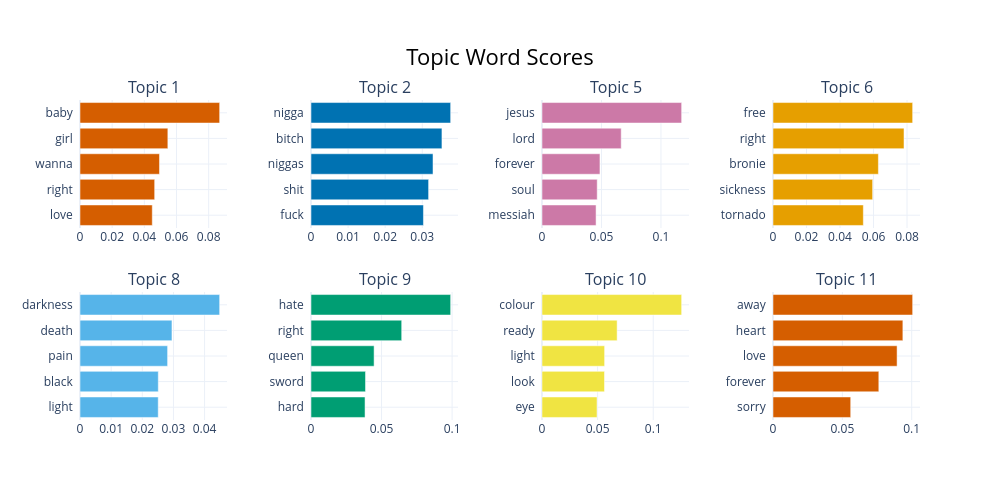 Topic Word Scores
Topic 1
baby
girl
wanna
right
love
0 0.02 0.04 0.06 0.08
Topic 2
nigga
bitch
niggas
shit
fuck
0 0.01 0.02 0.03
Topic 5
jesus
lord
forever
soul
messiah
0 0.05 0.1
Topic 6
free
right
bronie
sickness
tornado
0 0.02 0.04 0.06 0.08
Topic 8
darkness
death
pain
black
light
0 0.01 0.02 0.03 0.04
Topic 9
hate
right
queen
sword
hard
0 0.05 0.1
Topic 10
colour
ready
light
look
eye
0 0.05 0.1
Topic 11
away
heart
love
forever
sorry
0 0.05 0.1